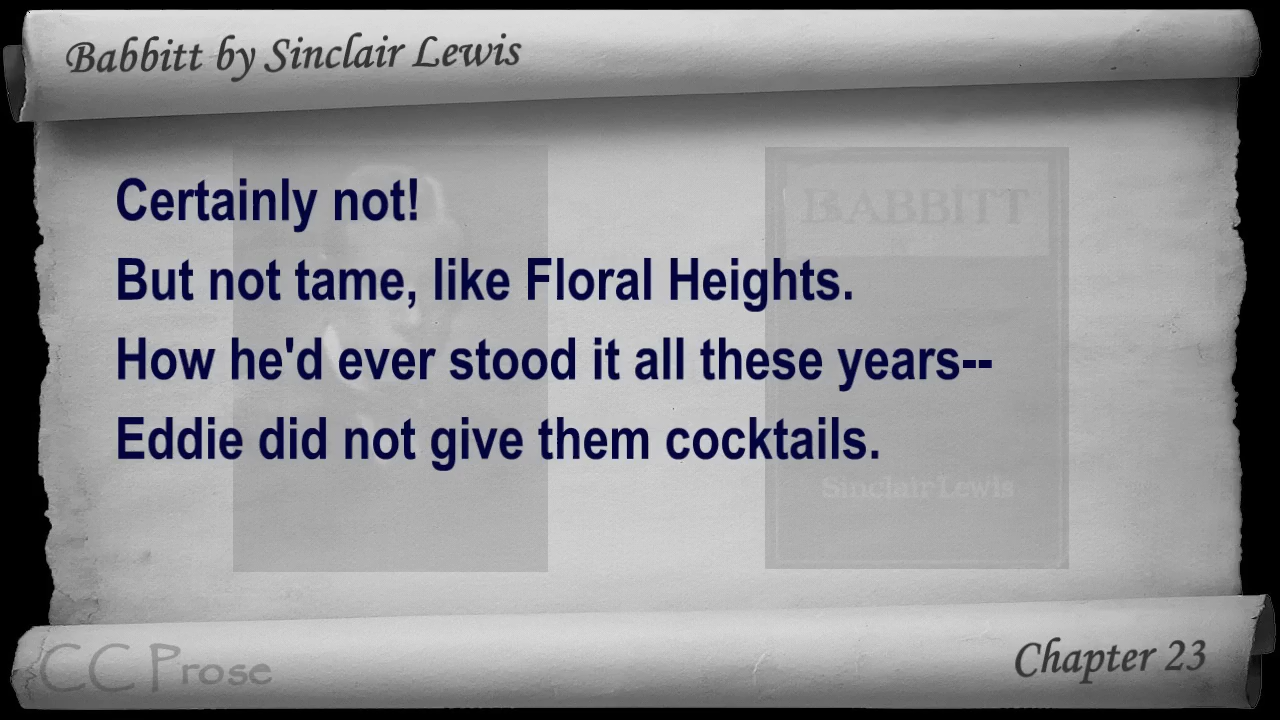 Babbitt by Sinclair Lewis
BABBITT
Certainly not!
But not tame, like Floral Heights.
How he'd ever stood it all these years--
Eddie did not give them cocktails.
Sinclair Lewis
CC Prose
Chapter 23